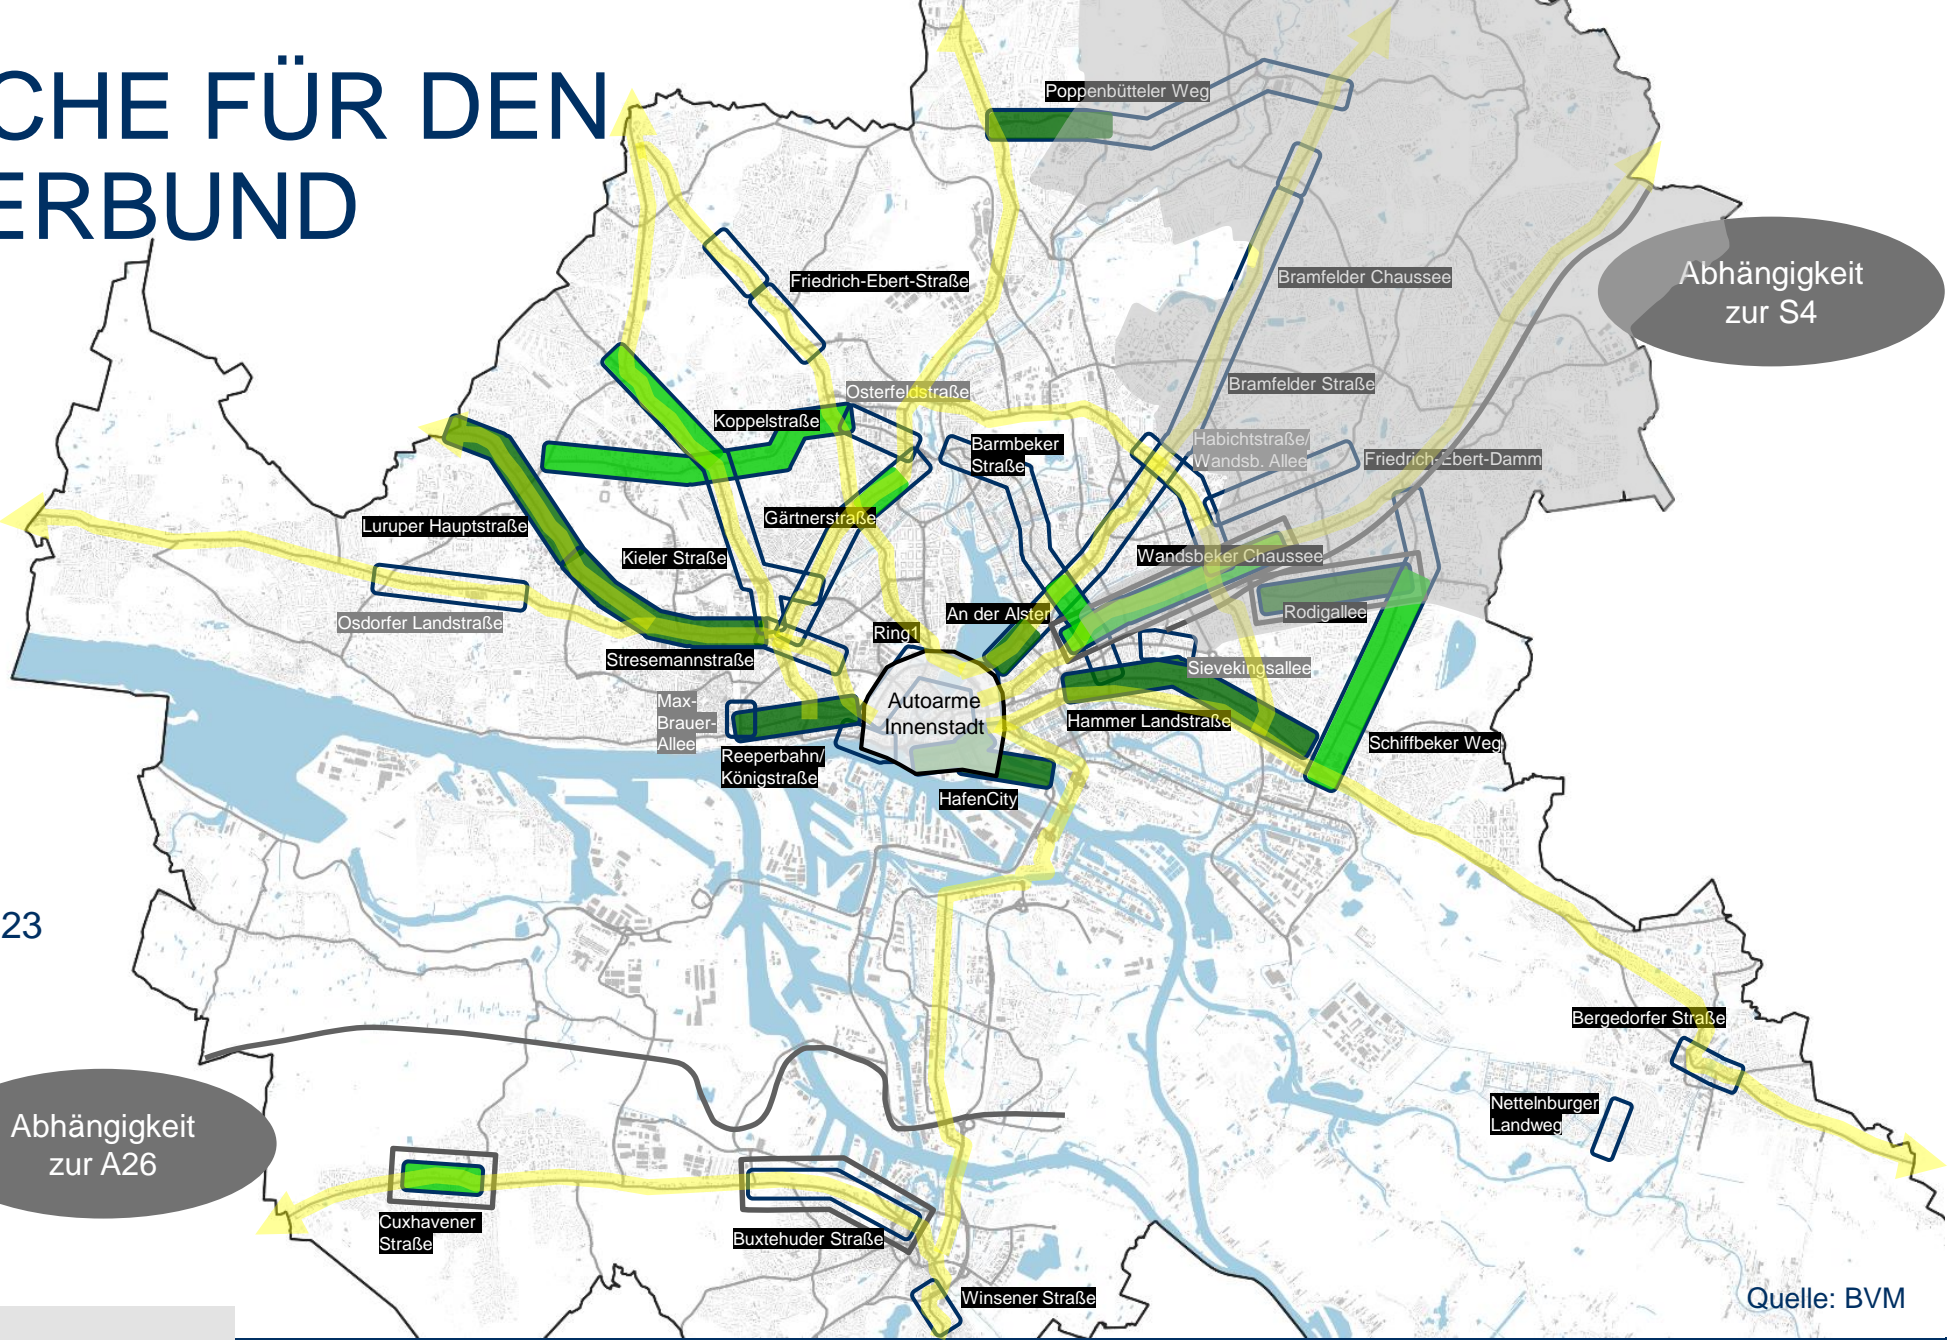 CHE FÜR DEN
ERBUND
Poppenbütteler Weg
Abhängigkeit
zur S4
Friedrich-Ebert-Straße
Bramfelder Chaussee
Osterfeldstraße
Bramfelder Straße
Koppelstraße
Barmbeker
Straße
Habichtstraße/
Wandsb. Allee
Friedrich-Ebert-Damm
Luruper Hauptstraße
Gärtnerstraße
Kieler Straße
Wandsbeker Chaussee
Osdorfer Landstraße
An der Alster
Rodigallee
Ring1
Stresemannstraße
Sievekingsallee
Max-
Brauer-
Allee
Autoarme
Innenstadt
Hammer Landstraße
Schiffbeker Weg
Reeperbahn/
Königstraße
HafenCity
23
Bergedorfer Straße
Nettelnburger
Landweg
Abhängigkeit
zur A26
Cuxhavener
Straße
Buxtehuder Straße
Winsener Straße
Quelle: BVM